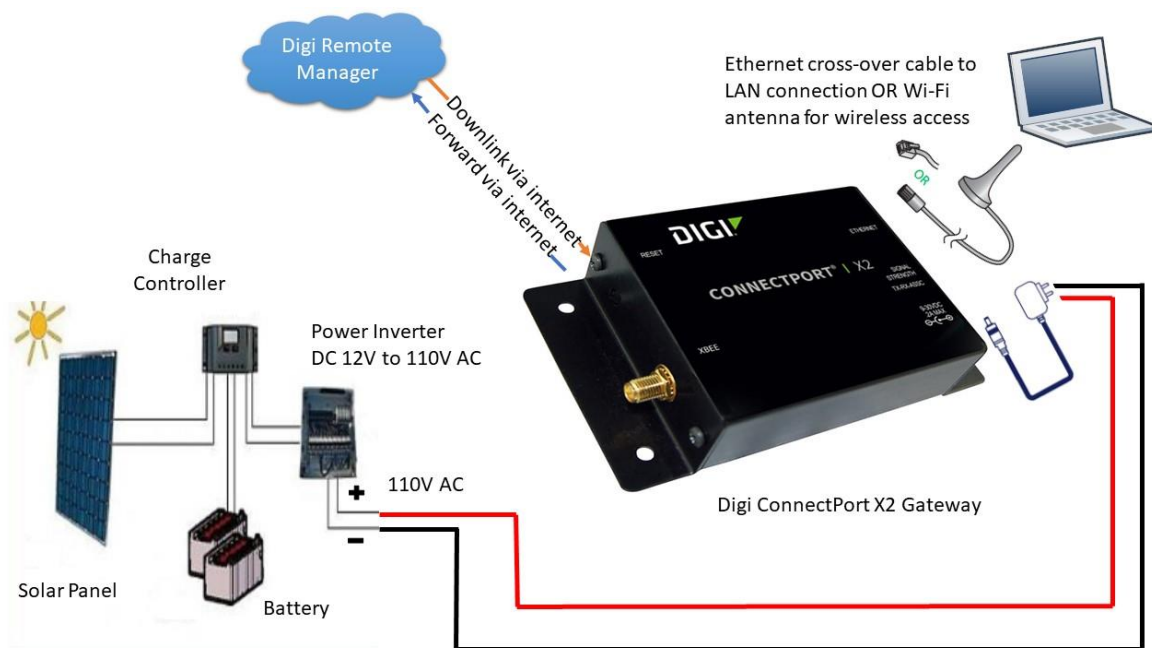 Digi Remote
Manager
Downlink via internet
Forward via internet
Ethernet cross-over cable to
LAN connection OR Wi-Fi
antenna for wireless access
OR
DIGI
RESET
ETHERNET
CONNECTPORT® | X2
SIGNAL
STRENGTH
XBEE
Charge
Controller
Power Inverter
DC 12V to 110V AC
+
110V AC
–
Digi ConnectPort X2 Gateway
Solar Panel
Battery